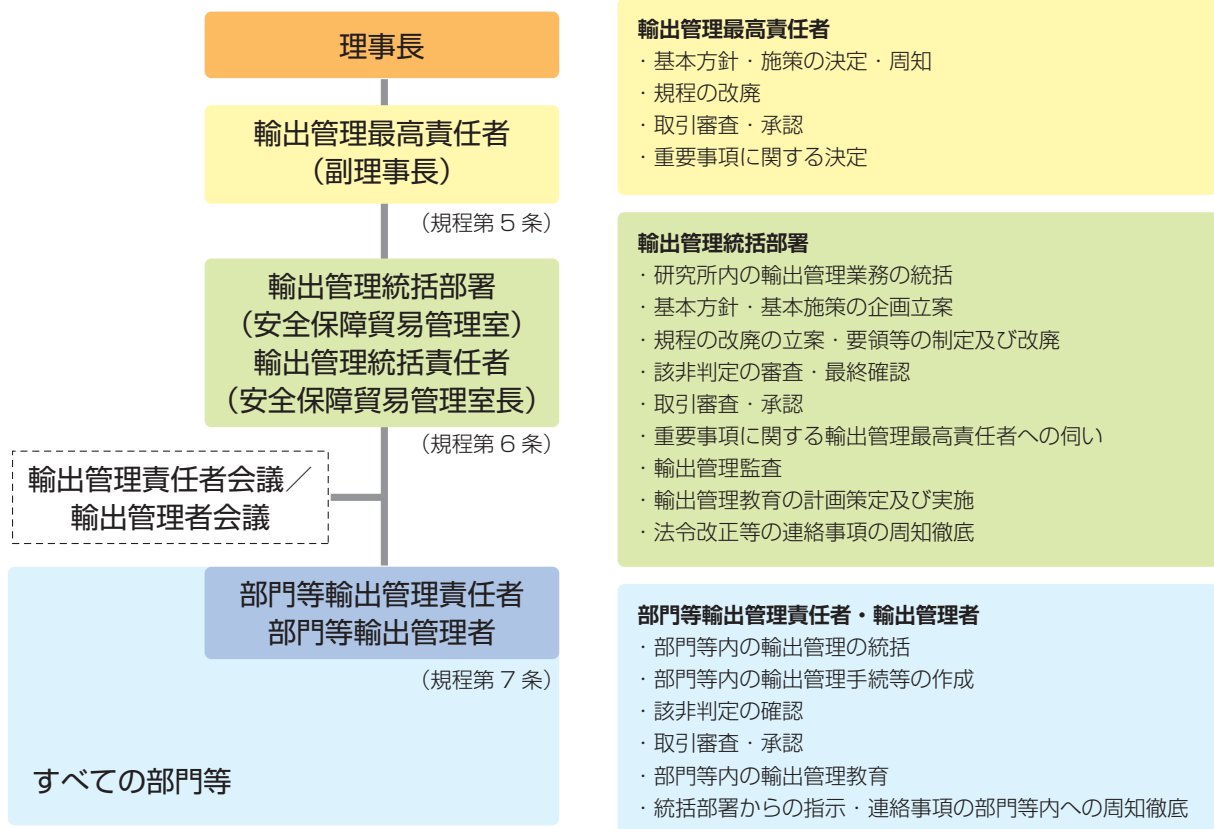 理事長
輸出管理最高責任者
（副理事長）
（規程第 5 条）
輸出管理統括部署
（安全保障貿易管理室）
輸出管理統括責任者
（安全保障貿易管理室長）
（規程第 6 条）
輸出管理責任者会議／
輸出管理者会議
部門等輸出管理責任者
部門等輸出管理者
（規程第 7 条）
すべての部門等
輸出管理最高責任者
・基本方針・施策の決定・周知
・規程の改廃
・取引審査・承認
・重要事項に関する決定
輸出管理統括部署
・研究所内の輸出管理業務の統括
・基本方針・基本施策の企画立案
・規程の改廃の立案・要領等の制定及び改廃
・該非判定の審査・最終確認
・取引審査・承認
・重要事項に関する輸出管理最高責任者への伺い
・輸出管理監査
・輸出管理教育の計画策定及び実施
・法令改正等の連絡事項の周知徹底
部門等輸出管理責任者・輸出管理者
・部門等内の輸出管理の統括
・部門等内の輸出管理手続等の作成
・該非判定の確認
・取引審査・承認
・部門等内の輸出管理教育
・統括部署からの指示・連絡事項の部門等内への周知徹底